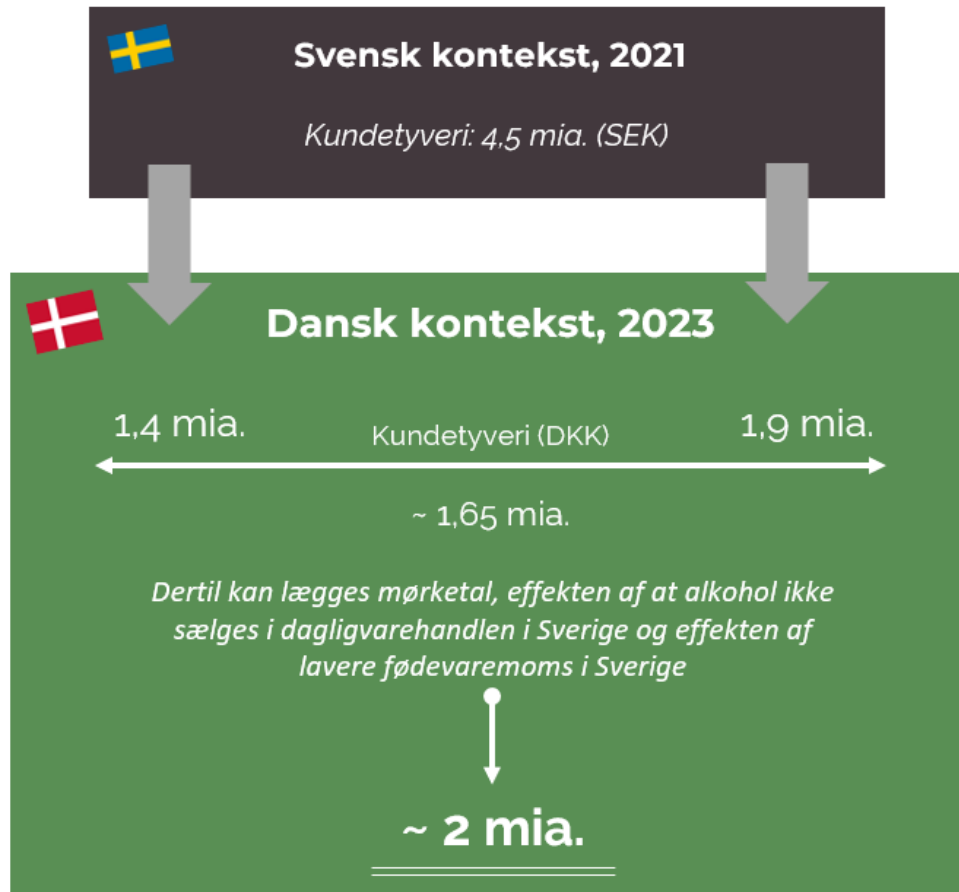 Svensk kontekst, 2021
Kundetyveri: 4,5 mia. (SEK)
Dansk kontekst, 2023
1,4 mia.
Kundetyveri (DKK)
1,9 mia.
~ 1,65 mia.
Dertil kan lægges mørketal, effekten af at alkohol ikke
sælges i dagligvarehandlen i Sverige og effekten af
lavere fødevaremoms i Sverige
~ 2 mia.